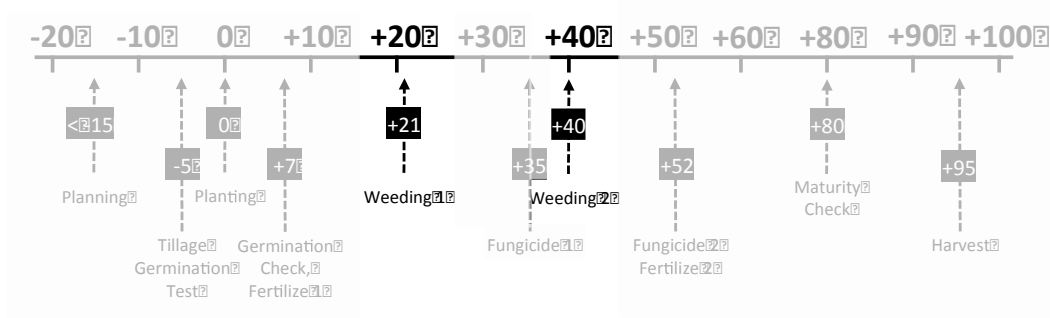 -20 -10 0 +10 +20 +30 +40 +50 +60 +80 +90 +100
<-15 0 +21 +40 +80
-5 +7 +35 +52 +95
Planning Planting Weeding 1 Weeding 2 Maturity
Check
Tillage Germination Fungicide 1 Fungicide 2 Harvest
Germination Check, Fertilize 2
Test Fertilize 1